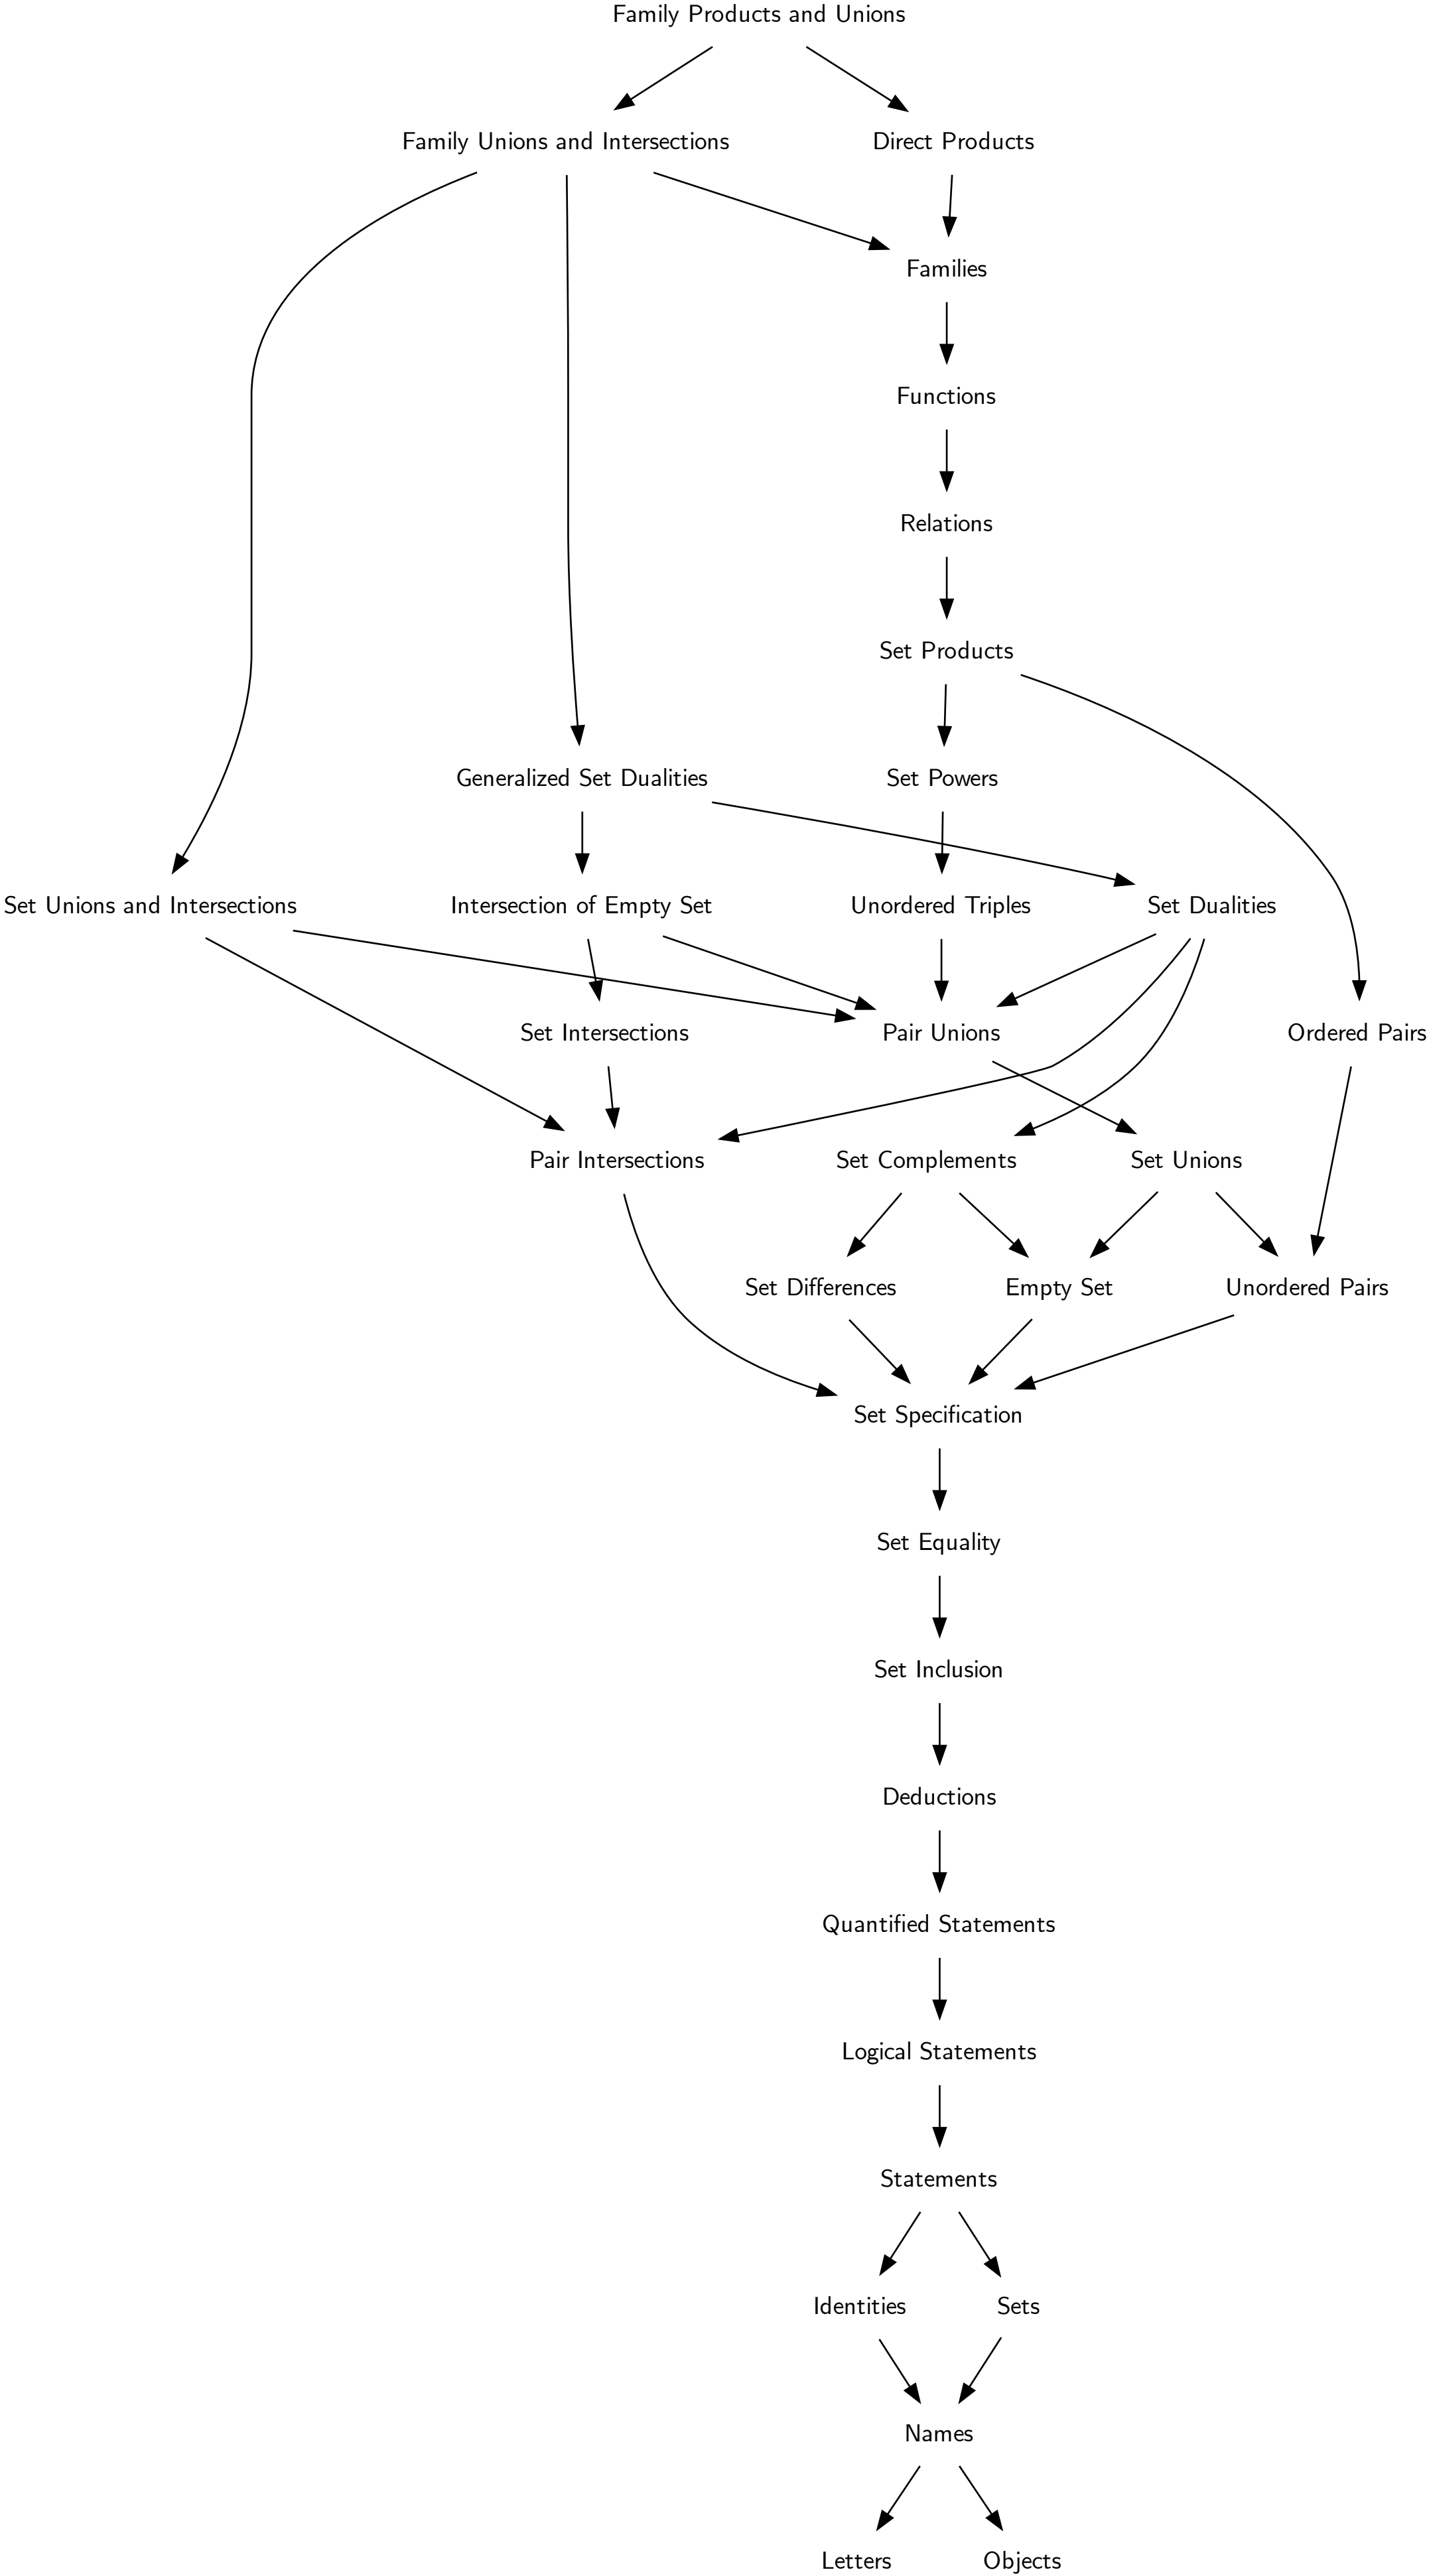 Family Products and Unions
Family Unions and Intersections
Direct Products
Families
Functions
Relations
Set Products
Generalized Set Dualities
Set Powers
Set Unions and Intersections
Intersection of Empty Set
Unordered Triples
Set Dualities
Set Intersections
Pair Unions
Ordered Pairs
Pair Intersections
Set Complements
Set Unions
Set Differences
Empty Set
Unordered Pairs
Set Specification
Set Equality
Set Inclusion
Deductions
Quantified Statements
Logical Statements
Statements
Identities
Sets
Names
Letters
Objects